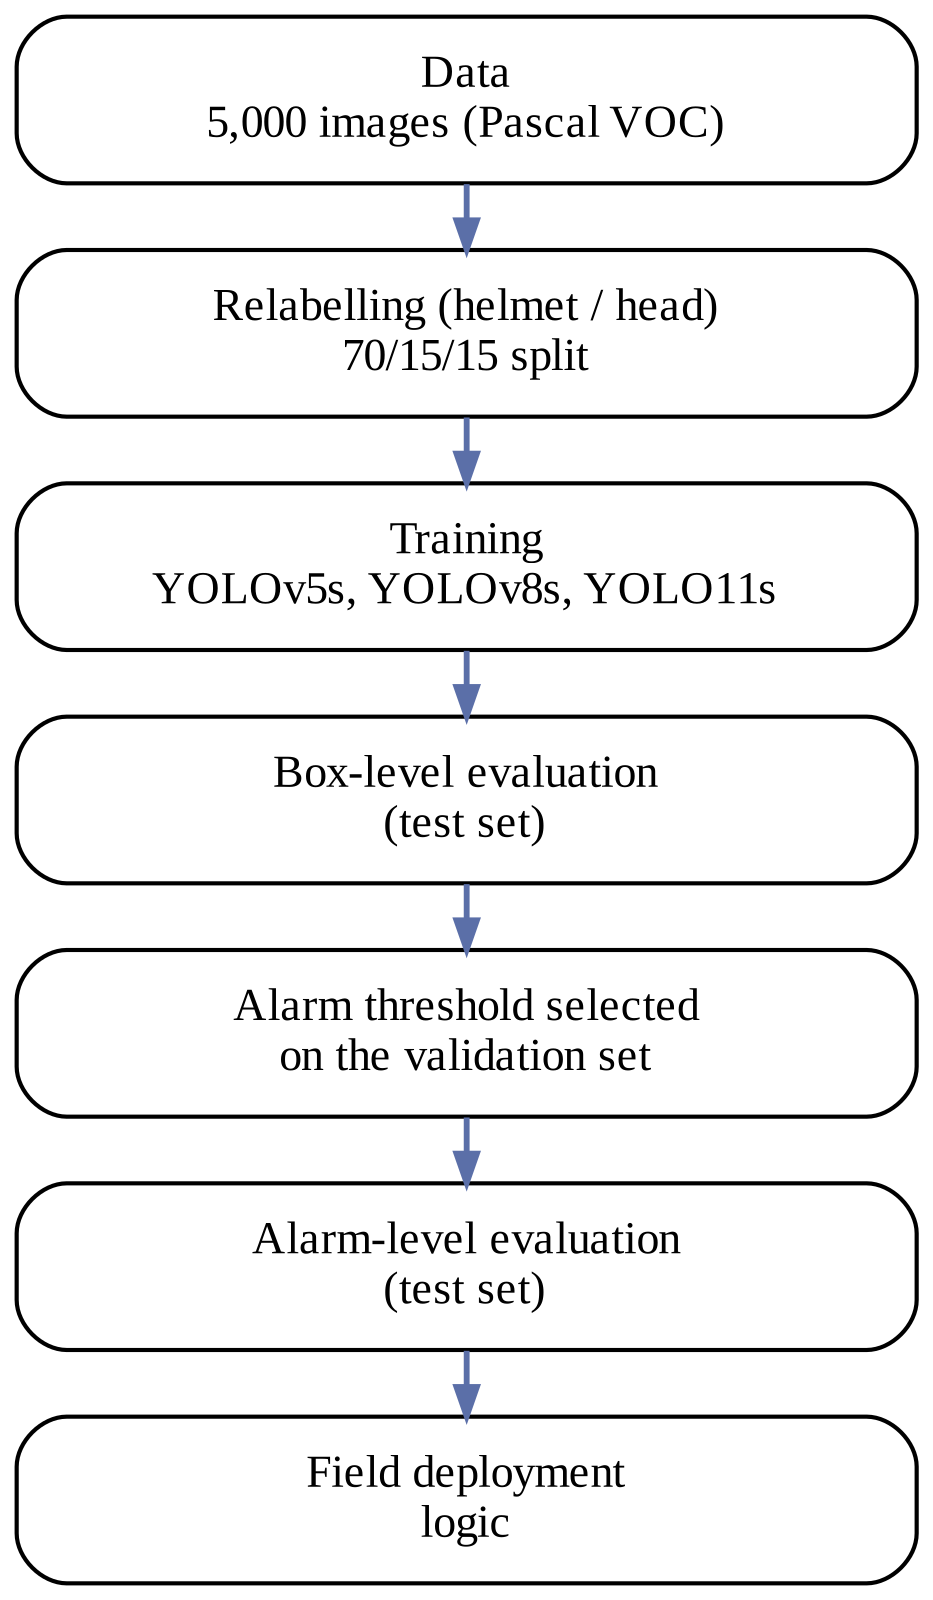 Data
5,000 images (Pascal VOC)
Relabelling (helmet / head)
70/15/15 split
Training
YOLOv5s, YOLOv8s, YOLO11s
Box-level evaluation
(test set)
Alarm threshold selected
on the validation set
Alarm-level evaluation
(test set)
Field deployment
logic